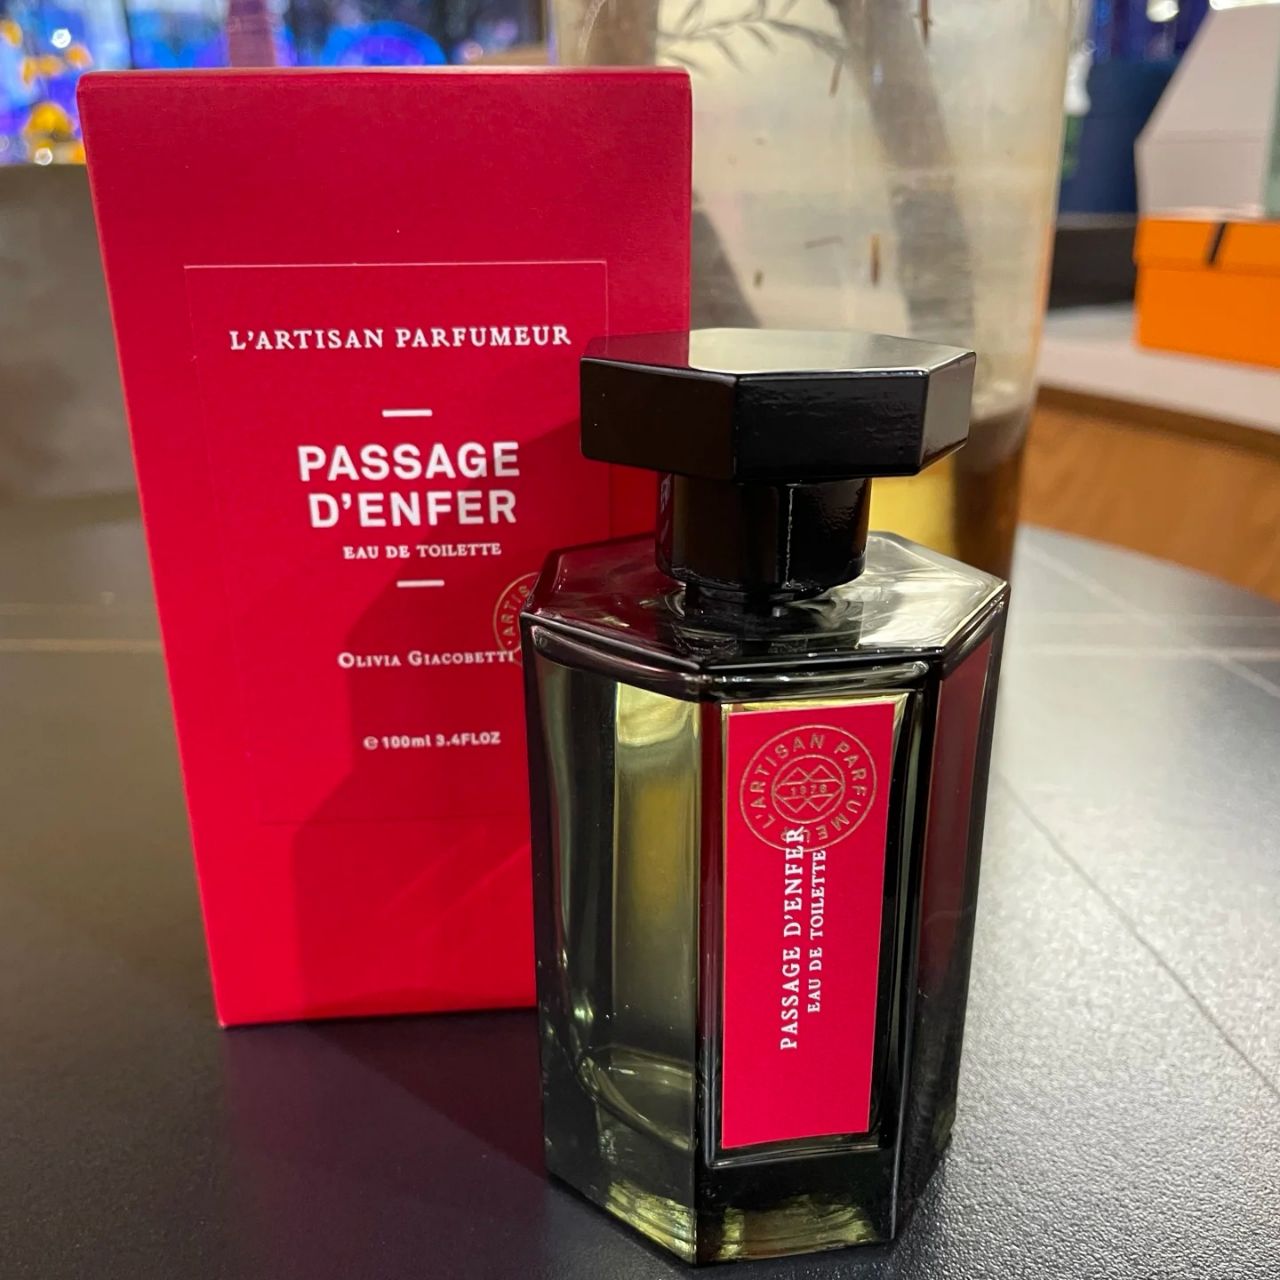 L'ARTISAN PARFUMEUR
PASSAGE
D'ENFER
EAU DE TOILETTE
OLIVIA GIACOBETTI
e 100ml 3.4FLOZ
L'ARTISAN PARFUMEUR
1976
PASSAGE D'ENFER
EAU DE TOILETTE